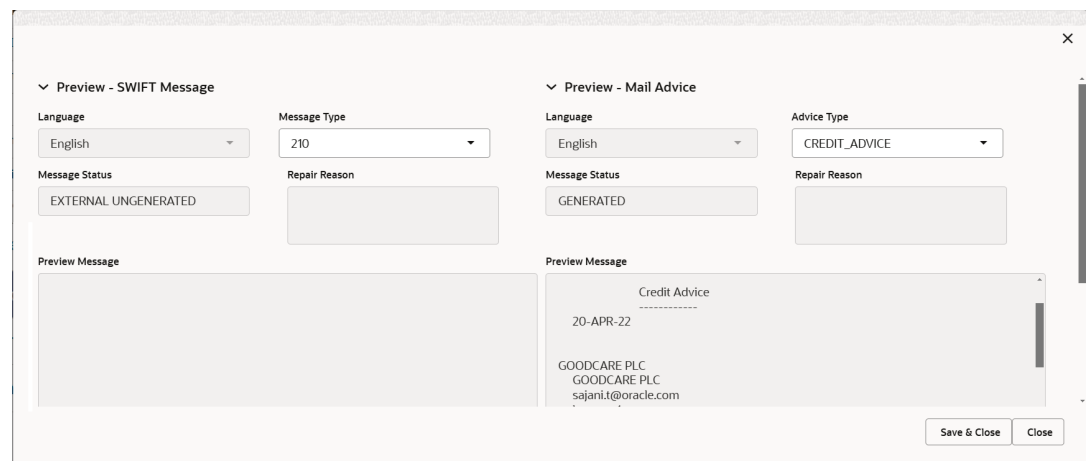 Preview - SWIFT Message
Language
Message Type
English
210
Message Status
Repair Reason
EXTERNAL UNGENERATED
Preview Message
Preview - Mail Advice
Language
Advice Type
English
CREDIT_ADVICE
Message Status
Repair Reason
GENERATED
Preview Message
Credit Advice
------------
20-APR-22
GOODCARE PLC
GOODCARE PLC
sajani.t@oracle.com
Save & Close
Close